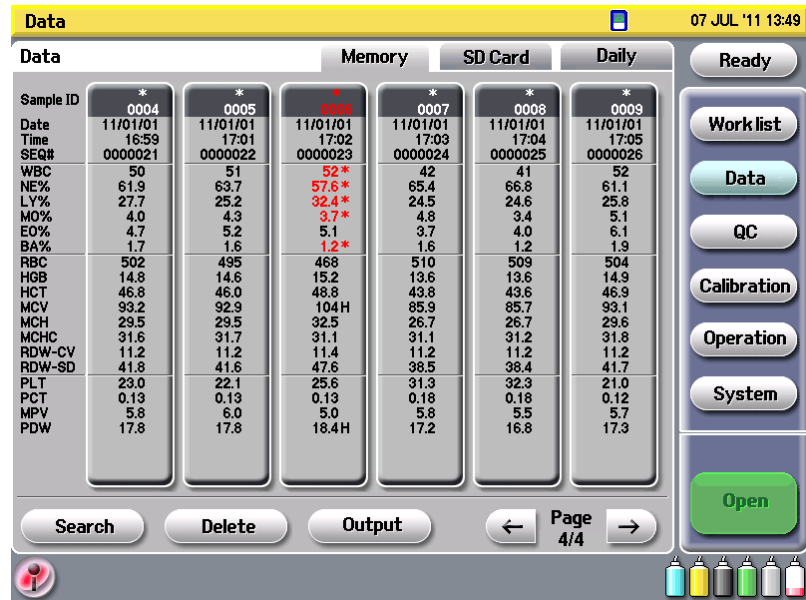 Data 07 JUL '11 13:49
Data Memory SD Card Daily Ready
Sample ID * * * * * *
0004 0005 0006 0007 0008 0009
Date 11/01/01 11/01/01 11/01/01 11/01/01 11/01/01 11/01/01
Time 16:59 17:01 17:02 17:03 17:04 17:05
SEQ# 0000021 0000022 0000023 0000024 0000025 0000026
WBC 50 51 52* 42 41 52
NE% 61.9 63.7 57.6* 65.4 66.8 61.1
LY% 27.7 25.2 32.4* 24.5 24.6 25.8
MO% 4.0 4.3 3.7* 4.8 3.4 5.1
EO% 4.7 5.2 5.1 3.7 4.0 6.1
BA% 1.7 1.6 1.2* 1.6 1.2 1.9
RBC 502 495 468 510 509 504
HGB 14.8 14.6 15.2 13.6 13.6 14.9
HCT 46.8 46.0 48.8 43.8 43.6 46.9
MCV 93.2 92.9 104H 85.9 85.7 93.1
MCH 29.5 29.5 32.5 26.7 26.7 29.6
MCHC 31.6 31.7 31.1 31.1 31.2 31.8
RDW-CV 11.2 11.2 11.4 11.2 11.2 11.2
RDW-SD 41.8 41.6 47.6 38.5 38.4 41.7
PLT 23.0 22.1 25.6 31.3 32.3 21.0
PCT 0.13 0.13 0.13 0.18 0.18 0.12
MPV 5.8 6.0 5.0 5.8 5.5 5.7
PDW 17.8 17.8 18.4H 17.2 16.8 17.3
Search Delete Output ← Page →
4/4
Work list
Data
QC
Calibration
Operation
System
Open